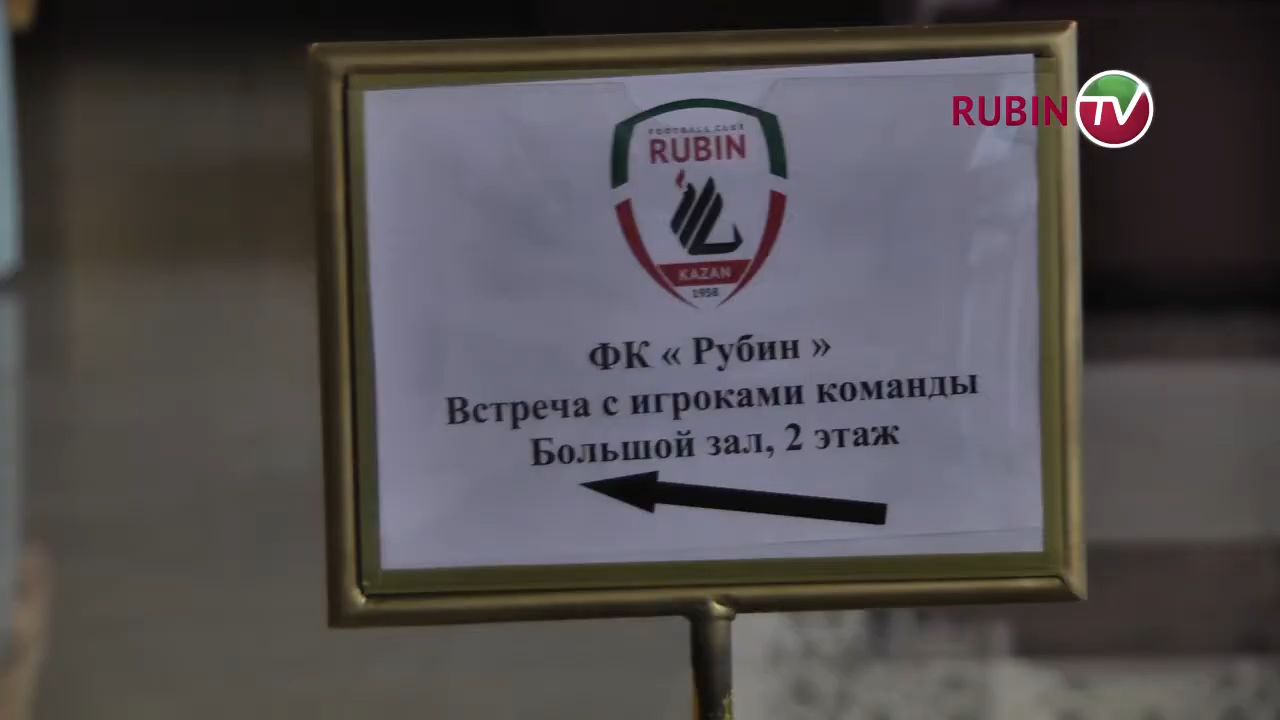 RUBIN TV
FOOTBALL CLUB
RUBIN
KAZAN
1958
ФК « Рубин »
Встреча с игроками команды
Большой зал, 2 этаж